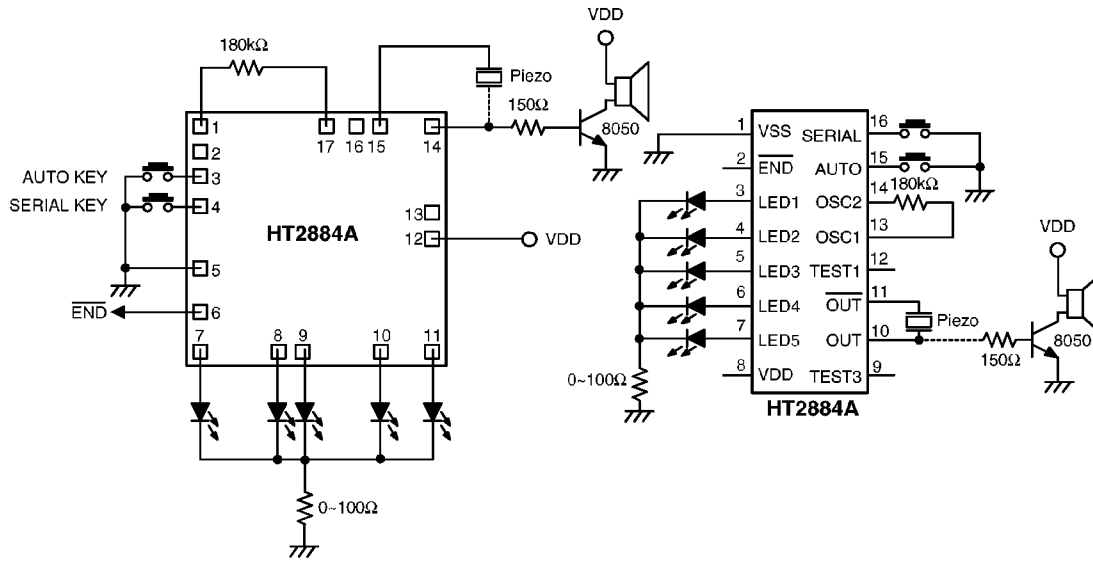 VDD
180kΩ
Piezo
150Ω
8050
1
2
17
16
15
14
AUTO KEY
3
SERIAL KEY
4
13
HT2884A
12
VDD
5
END
6
7
8
9
10
11
0~100Ω
1
VSS
SERIAL
16
2
END
AUTO
15
3
LED1
OSC2
14
180kΩ
4
LED2
OSC1
13
5
LED3
TEST1
12
6
LED4
OUT
11
7
LED5
OUT
10
8
VDD
TEST3
9
HT2884A
0~100Ω
Piezo
150Ω
8050
VDD